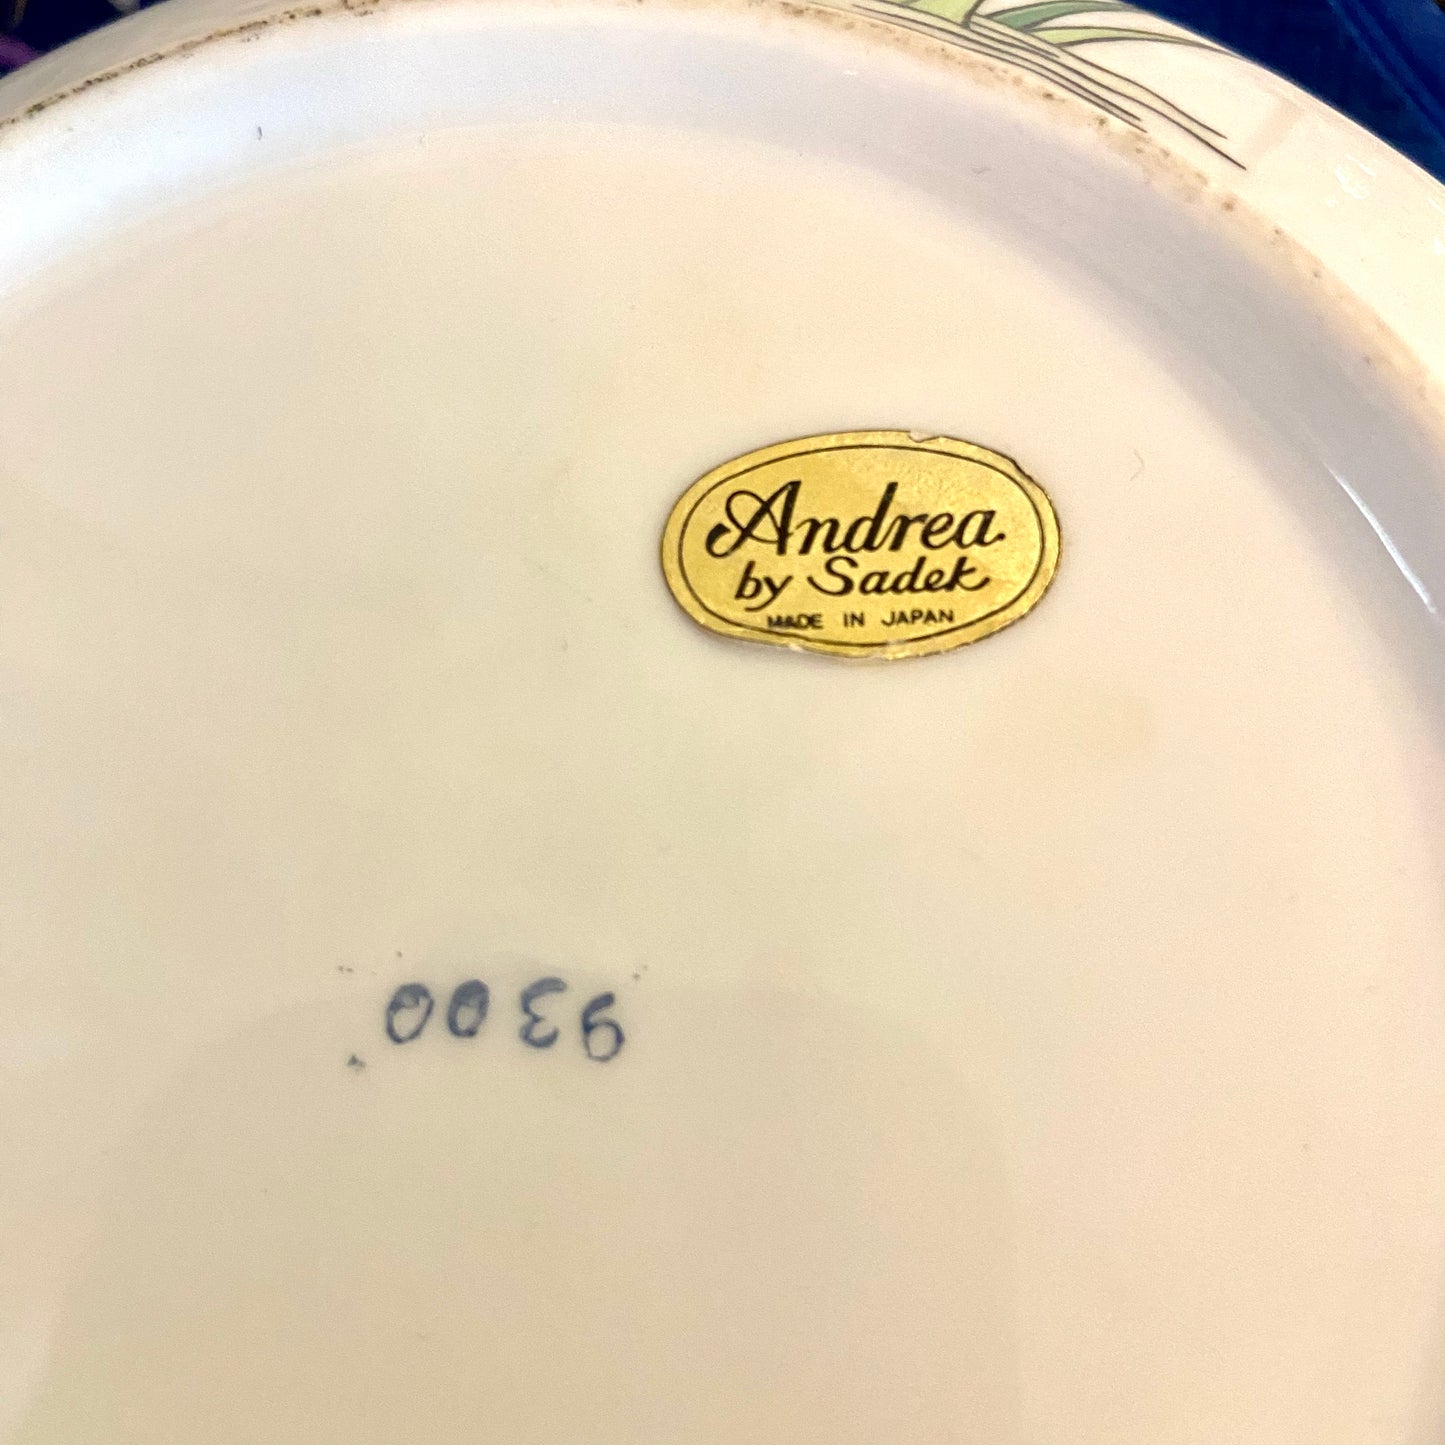 Andrea
by Sadek
MADE IN JAPAN
9300